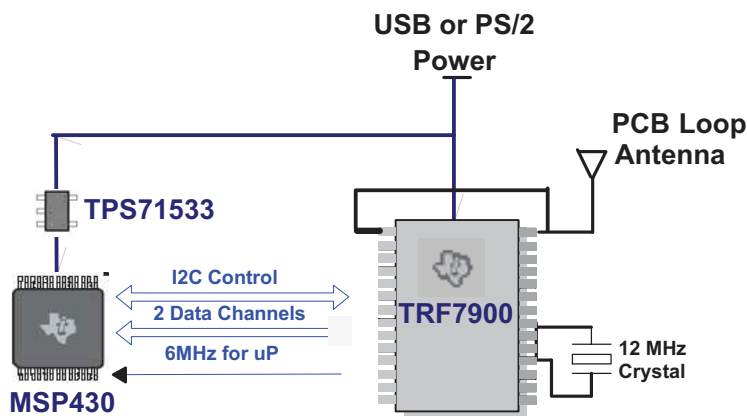 USB or PS/2
Power
PCB Loop
Antenna
TPS71533
I2C Control
2 Data Channels
6MHz for uP
TRF7900
12 MHz
Crystal
MSP430